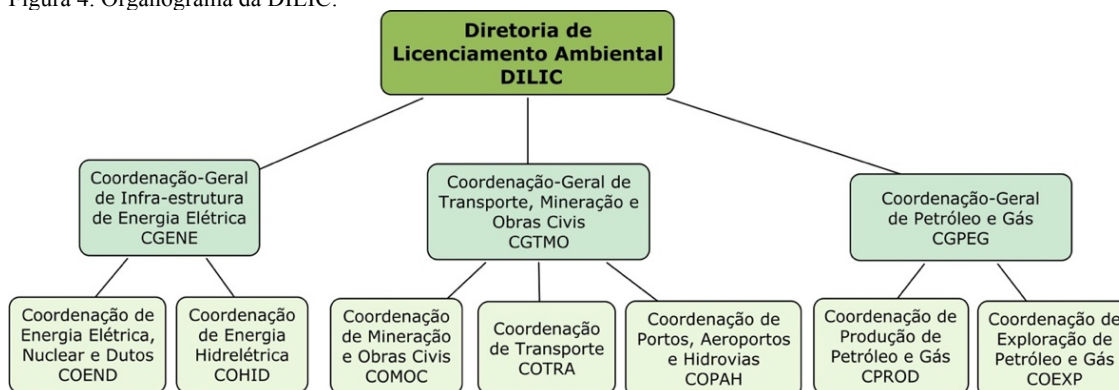 Figura 4. Organograma da DILIC.
Diretoria de
Licenciamento Ambiental
DILIC
Coordenação-Geral
de Infra-estrutura
de Energia Elétrica
CGENE
Coordenação-Geral de
Transporte, Mineração e
Obras Civis
CGTMO
Coordenação-Geral
de Petróleo e Gás
CGPEG
Coordenação de
Energia Elétrica,
Nuclear e Dutos
COEND
Coordenação
de Energia
Hidrelétrica
COHID
Coordenação
de Mineração
e Obras Civis
COMOC
Coordenação
de Transporte
COTRA
Coordenação de
Portos, Aeroportos
e Hidrovias
COPAH
Coordenação de
Produção de
Petróleo e Gás
CPROD
Coordenação de
Exploração de
Petróleo e Gás
COEXP